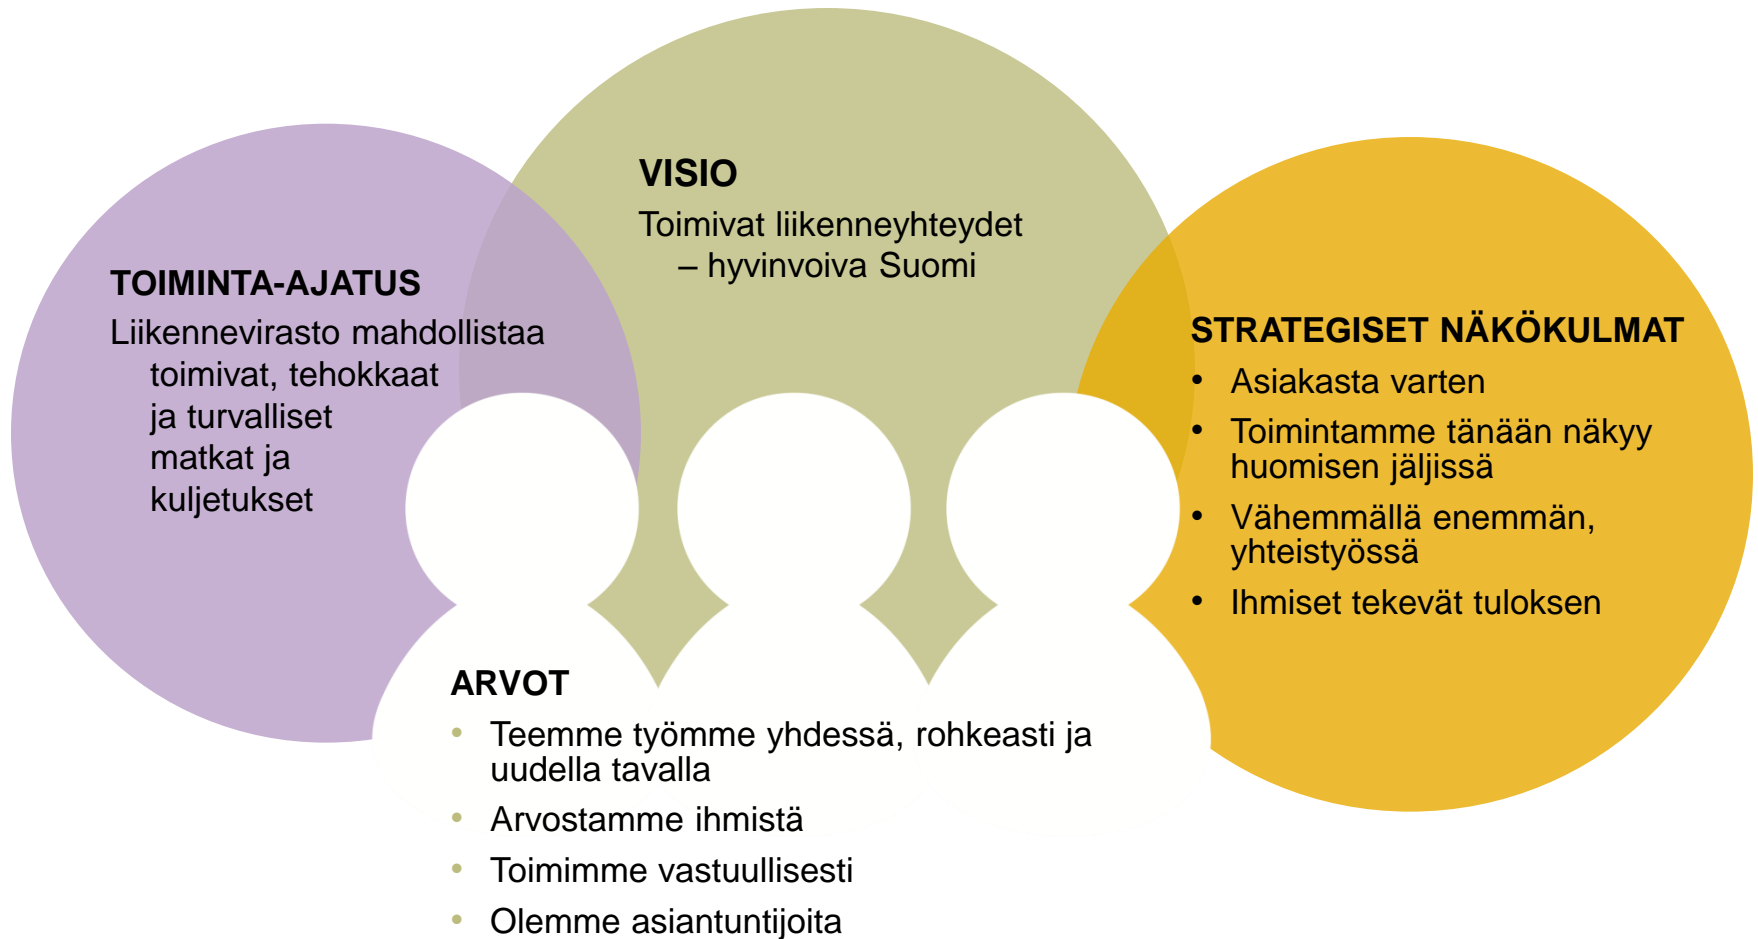 TOIMINTA-AJATUS
Liikennevirasto mahdollistaa
toimivat, tehokkaat
ja turvalliset
matkat ja
kuljetukset
VISIO
Toimivat liikenneyhteydet
– hyvinvoiva Suomi
STRATEGISET NÄKÖKULMAT
• Asiakasta varten
• Toimintamme tänään näkyy
huomisen jäljissä
• Vähemmällä enemmän,
yhteistyössä
• Ihmiset tekevät tuloksen
ARVOT
• Teemme työmme yhdessä, rohkeasti ja
uudella tavalla
• Arvostamme ihmistä
• Toimimme vastuullisesti
• Olemme asiantuntijoita